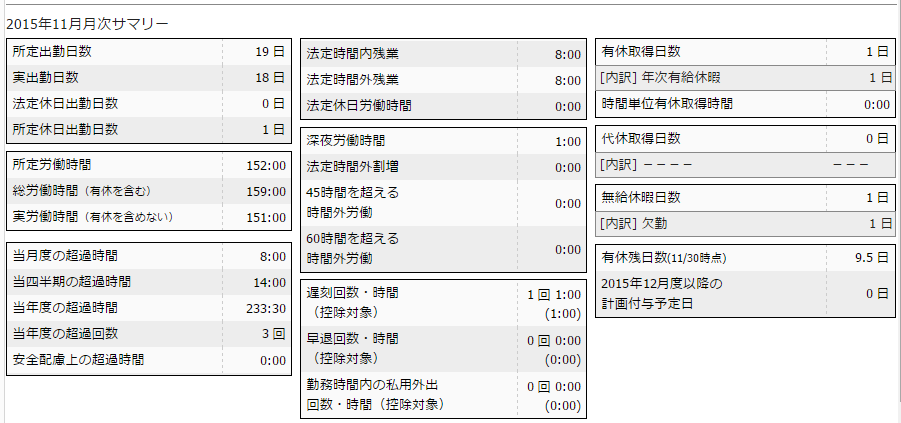 2015年11月月次サマリー
所定出勤日数 19 日
実出勤日数 18 日
法定休日出勤日数 0 日
所定休日出勤日数 1 日
所定労働時間 152:00
総労働時間（有休を含む） 159:00
実労働時間（有休を含めない） 151:00
当月度の超過時間 8:00
当四半期の超過時間 14:00
当年度の超過時間 233:30
当年度の超過回数 3 回
安全配慮上の超過時間 0:00
法定時間内残業 8:00
法定時間外残業 8:00
法定休日労働時間 0:00
深夜労働時間 1:00
法定時間外割増 0:00
45時間を超える
時間外労働 0:00
60時間を超える
時間外労働 0:00
遅刻回数・時間 1 回 1:00
（控除対象） (1:00)
早退回数・時間 0 回 0:00
（控除対象） (0:00)
勤務時間内の私用外出 0 回 0:00
回数・時間（控除対象） (0:00)
有休取得日数 1 日
[内訳] 年次有給休暇 1 日
時間単位有休取得時間 0:00
代休取得日数 0 日
[内訳] －－－－ －－－
無給休暇日数 1 日
[内訳] 欠勤 1 日
有休残日数(11/30時点) 9.5 日
2015年12月度以降の
計画付与予定日 0 日